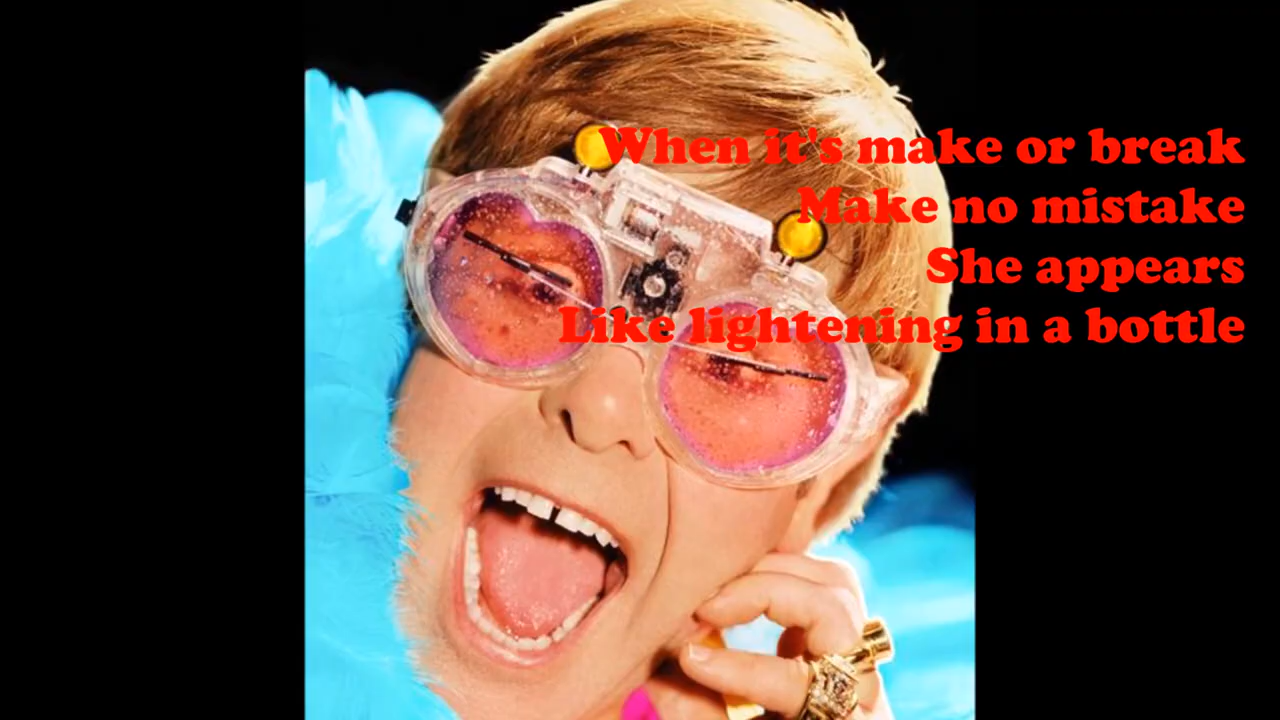 When it's make or break
Make no mistake
She appears
Like lightening in a bottle